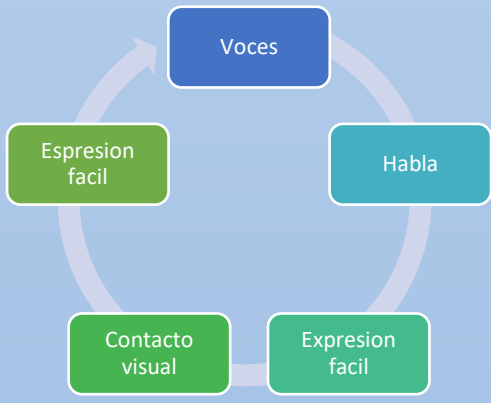 Voces
Habla
Expresion
facil
Contacto
visual
Espresion
facil